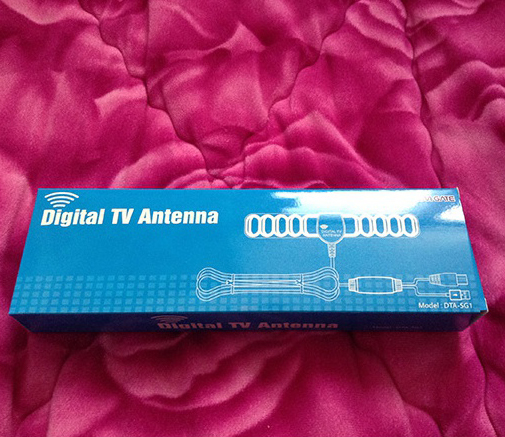 Digital TV Antenna
DIGITAL TV
ANTENNA
Model : DTA-SG1
Digital TV Antenna